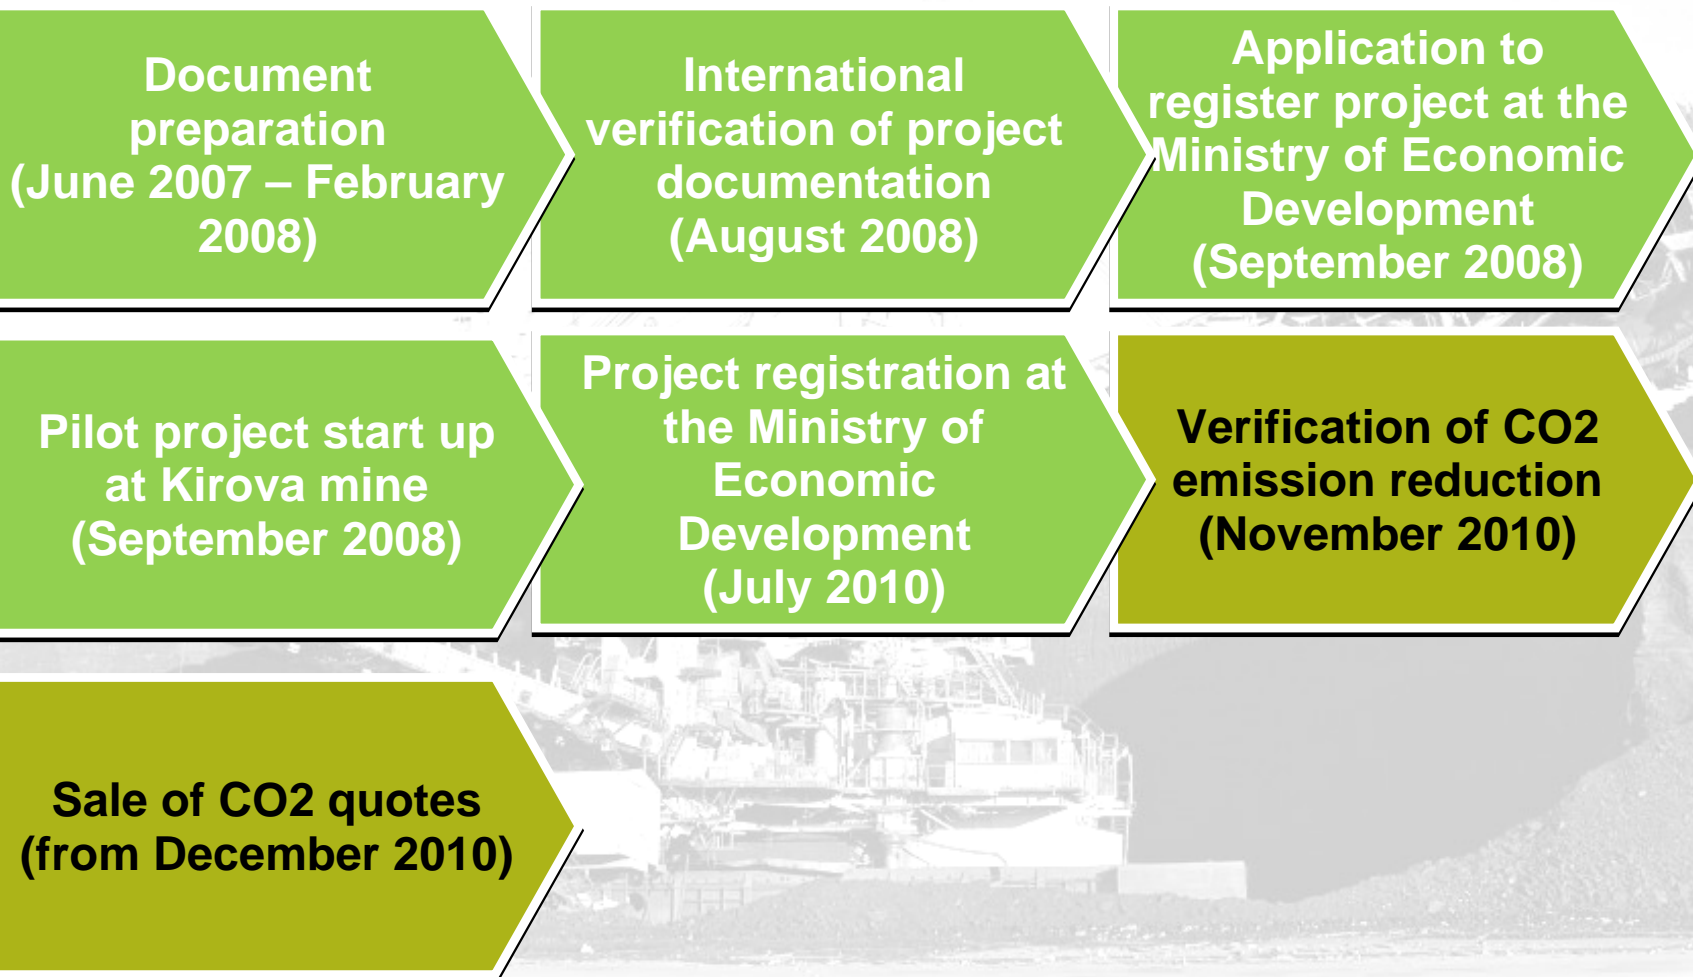 Document
preparation
(June 2007 – February
2008)
International
verification of project
documentation
(August 2008)
Application to
register project at the
Ministry of Economic
Development
(September 2008)
Pilot project start up
at Kirova mine
(September 2008)
Project registration at
the Ministry of
Economic
Development
(July 2010)
Verification of CO2
emission reduction
(November 2010)
Sale of CO2 quotes
(from December 2010)